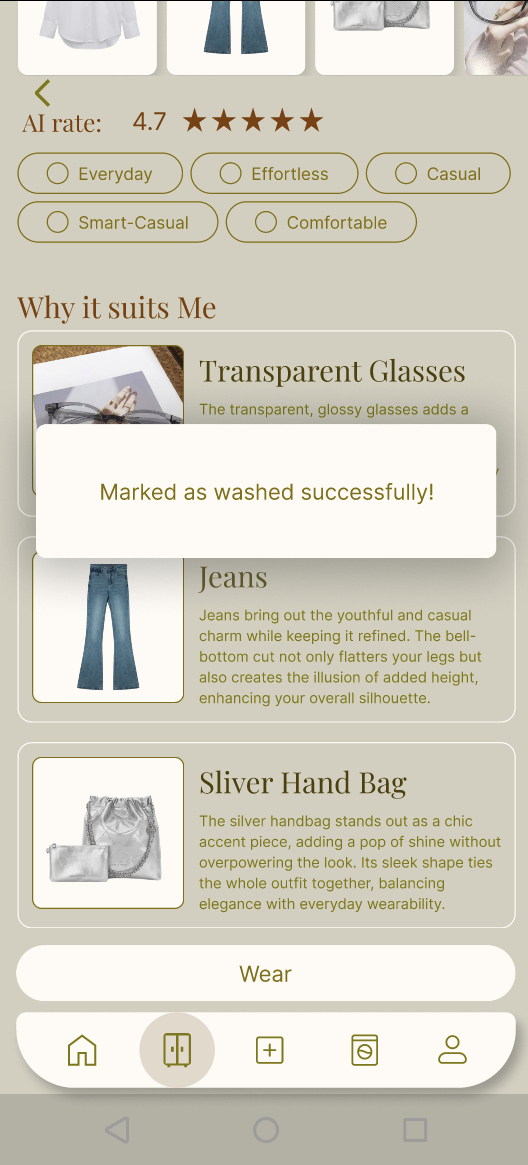 AI rate: 4.7 ★★★★★
Everyday
Effortless
Casual
Smart-Casual
Comfortable
Why it suits Me
Transparent Glasses
The transparent, glossy glasses adds a
Marked as washed successfully!
Jeans
Jeans bring out the youthful and casual
charm while keeping it refined. The bell-
bottom cut not only flatters your legs but
also creates the illusion of added height,
enhancing your overall silhouette.
Sliver Hand Bag
The silver handbag stands out as a chic
accent piece, adding a pop of shine without
overpowering the look. Its sleek shape ties
the whole outfit together, balancing
elegance with everyday wearability.
Wear